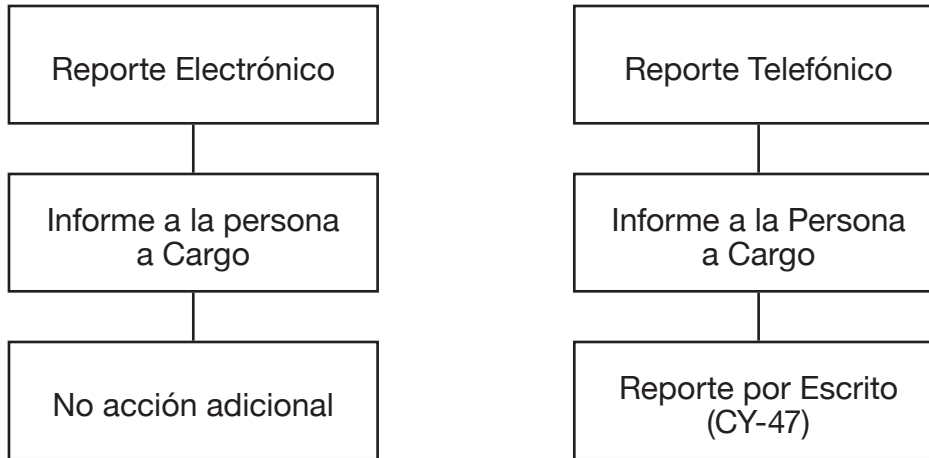 Reporte Electrónico
Informe a la persona
a Cargo
No acción adicional
Reporte Telefónico
Informe a la Persona
a Cargo
Reporte por Escrito
(CY-47)